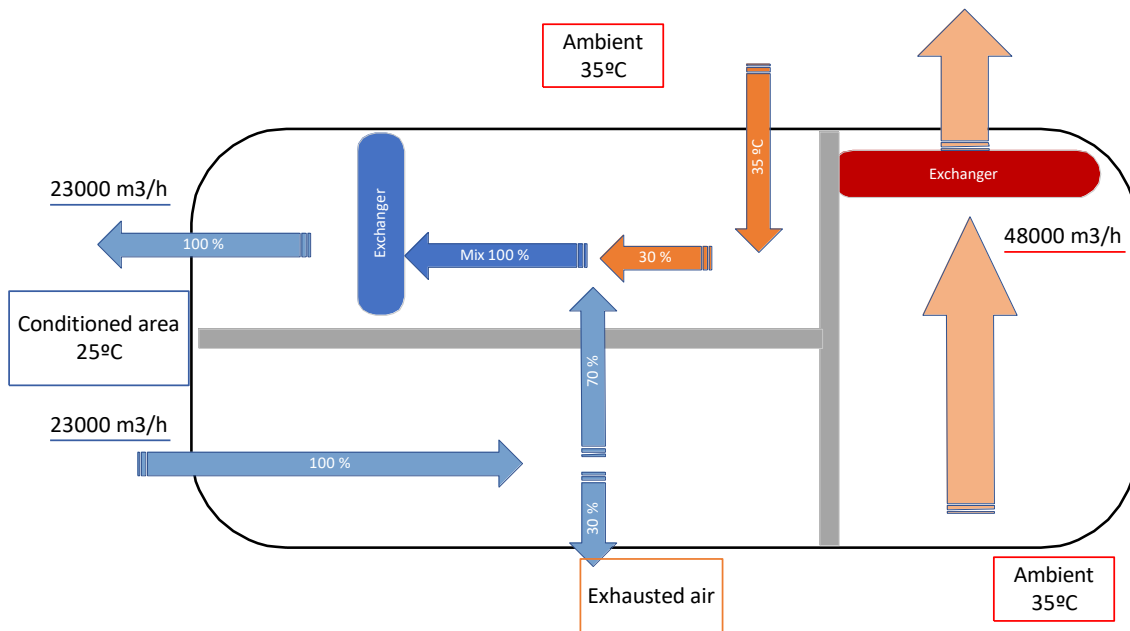 Ambient
35ºC
35 ºC
Exchanger
Exchanger
23000 m3/h
100 %
Mix 100 %
30 %
48000 m3/h
Conditioned area
25ºC
70 %
23000 m3/h
100 %
30 %
Exhausted air
Ambient
35ºC